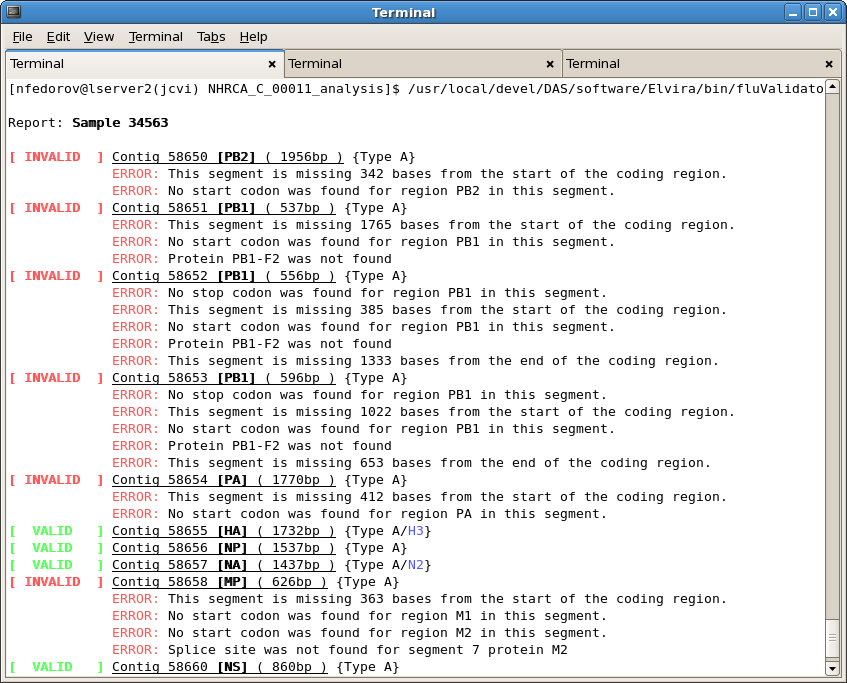 Terminal
File Edit View Terminal Tabs Help
Terminal Terminal Terminal
[nfedorov@lserver2(jcvi) NHRCA_C_00011_analysis]$ /usr/local/devel/DAS/software/Elvira/bin/fluValidato
Report: Sample 34563
[ INVALID ] Contig 58650 [PB2] ( 1956bp ) {Type A}
ERROR: This segment is missing 342 bases from the start of the coding region.
ERROR: No start codon was found for region PB2 in this segment.
[ INVALID ] Contig 58651 [PB1] ( 537bp ) {Type A}
ERROR: This segment is missing 1765 bases from the start of the coding region.
ERROR: No start codon was found for region PB1 in this segment.
ERROR: Protein PB1-F2 was not found
[ INVALID ] Contig 58652 [PB1] ( 556bp ) {Type A}
ERROR: No stop codon was found for region PB1 in this segment.
ERROR: This segment is missing 385 bases from the start of the coding region.
ERROR: No start codon was found for region PB1 in this segment.
ERROR: Protein PB1-F2 was not found
ERROR: This segment is missing 1333 bases from the end of the coding region.
[ INVALID ] Contig 58653 [PB1] ( 596bp ) {Type A}
ERROR: No stop codon was found for region PB1 in this segment.
ERROR: This segment is missing 1022 bases from the start of the coding region.
ERROR: No start codon was found for region PB1 in this segment.
ERROR: Protein PB1-F2 was not found
ERROR: This segment is missing 653 bases from the end of the coding region.
[ INVALID ] Contig 58654 [PA] ( 1770bp ) {Type A}
ERROR: This segment is missing 412 bases from the start of the coding region.
ERROR: No start codon was found for region PA in this segment.
[ VALID ] Contig 58655 [HA] ( 1732bp ) {Type A/H3}
[ VALID ] Contig 58656 [NP] ( 1537bp ) {Type A}
[ VALID ] Contig 58657 [NA] ( 1437bp ) {Type A/N2}
[ INVALID ] Contig 58658 [MP] ( 626bp ) {Type A}
ERROR: This segment is missing 363 bases from the start of the coding region.
ERROR: No start codon was found for region M1 in this segment.
ERROR: No start codon was found for region M2 in this segment.
ERROR: Splice site was not found for segment 7 protein M2
[ VALID ] Contig 58660 [NS] ( 860bp ) {Type A}